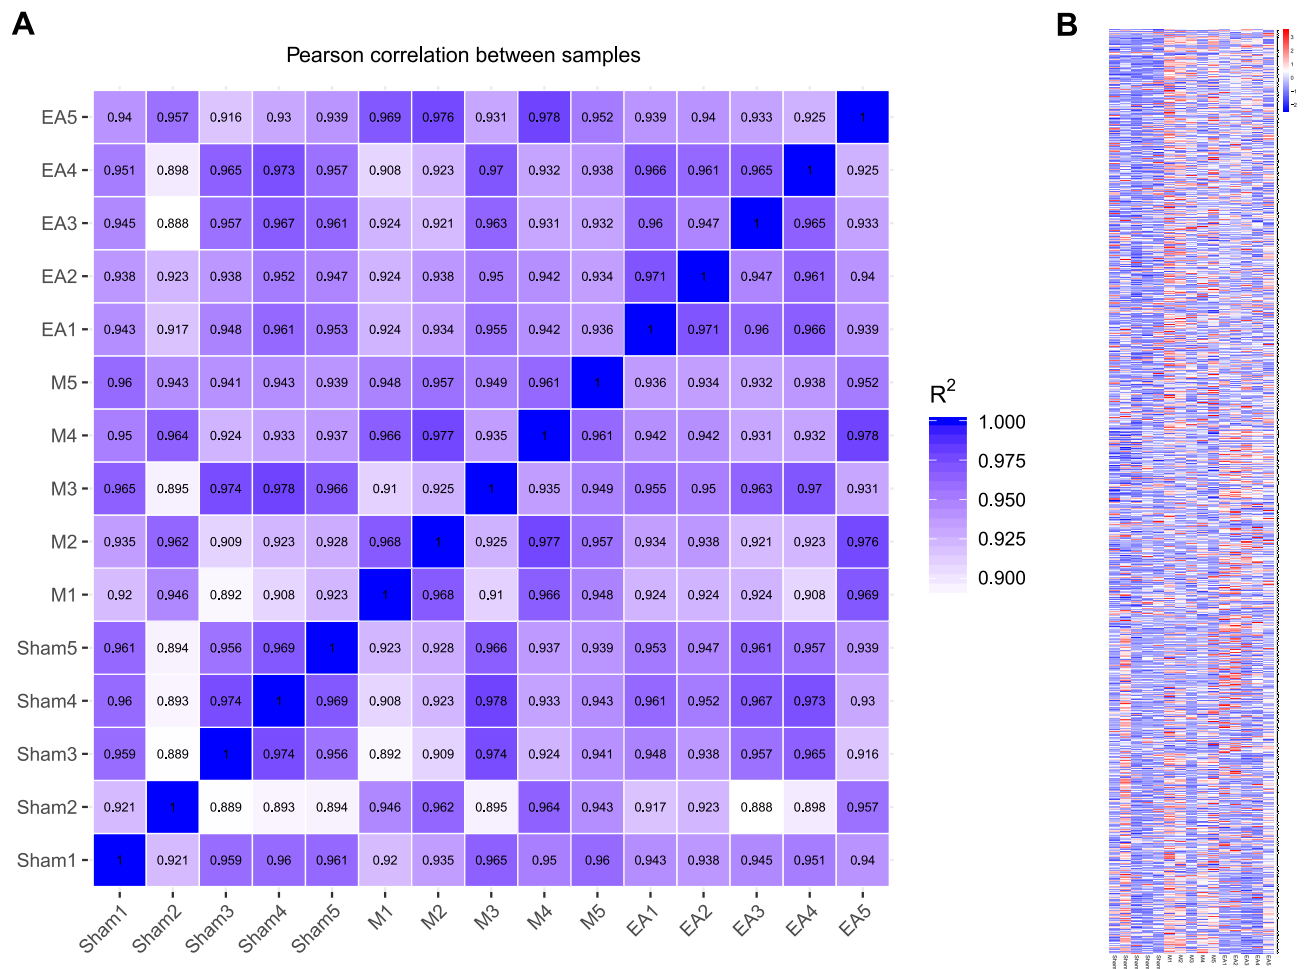 A
B
Pearson correlation between samples
EA5 0.94 0.957 0.916 0.93 0.939 0.969 0.976 0.931 0.978 0.952 0.939 0.94 0.933 0.925 1
EA4 0.951 0.898 0.965 0.973 0.957 0.908 0.923 0.97 0.932 0.938 0.966 0.961 0.965 1 0.925
EA3 0.945 0.888 0.957 0.967 0.961 0.924 0.921 0.963 0.931 0.932 0.96 0.947 1 0.965 0.933
EA2 0.938 0.923 0.938 0.952 0.947 0.924 0.938 0.95 0.942 0.934 0.971 1 0.947 0.961 0.94
EA1 0.943 0.917 0.948 0.961 0.953 0.924 0.934 0.955 0.942 0.936 1 0.971 0.96 0.966 0.939
M5 0.96 0.943 0.941 0.943 0.939 0.948 0.957 0.949 0.961 1 0.936 0.934 0.932 0.938 0.952
M4 0.95 0.964 0.924 0.933 0.937 0.966 0.977 0.935 1 0.961 0.942 0.942 0.931 0.932 0.978
M3 0.965 0.895 0.974 0.978 0.966 0.91 0.925 1 0.935 0.949 0.955 0.95 0.963 0.97 0.931
M2 0.935 0.962 0.909 0.923 0.928 0.968 1 0.925 0.977 0.957 0.934 0.938 0.921 0.923 0.976
M1 0.92 0.946 0.892 0.908 0.923 1 0.968 0.91 0.966 0.948 0.924 0.924 0.924 0.908 0.969
Sham5 0.961 0.894 0.956 0.969 1 0.923 0.928 0.966 0.937 0.939 0.953 0.947 0.961 0.957 0.939
Sham4 0.96 0.893 0.974 1 0.969 0.908 0.923 0.978 0.933 0.943 0.961 0.952 0.967 0.973 0.93
Sham3 0.959 0.889 1 0.974 0.956 0.892 0.909 0.974 0.924 0.941 0.948 0.938 0.957 0.965 0.916
Sham2 0.921 1 0.889 0.893 0.894 0.946 0.962 0.895 0.964 0.943 0.917 0.923 0.888 0.898 0.957
Sham1 1 0.921 0.959 0.96 0.961 0.92 0.935 0.965 0.95 0.96 0.943 0.938 0.945 0.951 0.94
Sham1 Sham2 Sham3 Sham4 Sham5 M1 M2 M3 M4 M5 EA1 EA2 EA3 EA4 EA5
R²
1.000
0.975
0.950
0.925
0.900
3
2
1
0
−1
−2
Sham Sham Sham Sham Sham M1 M2 M3 M4 M5 EA1 EA2 EA3 EA4 EA5